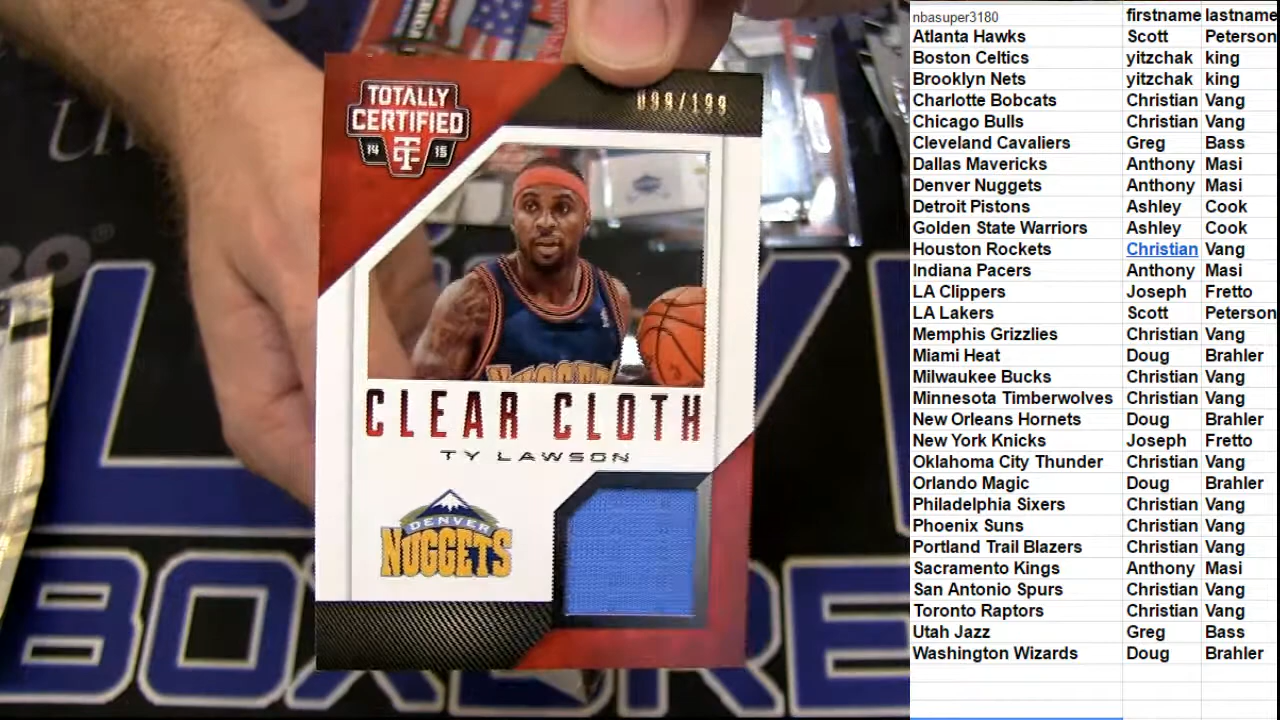 099/199
TOTALLY
CERTIFIED
14 TC 15
NUGGETS
CLEAR CLOTH
TY LAWSON
DENVER
NUGGETS
BOXBRE
nbasuper3180 firstname lastname
Atlanta Hawks Scott Peterson
Boston Celtics yitzchak king
Brooklyn Nets yitzchak king
Charlotte Bobcats Christian Vang
Chicago Bulls Christian Vang
Cleveland Cavaliers Greg Bass
Dallas Mavericks Anthony Masi
Denver Nuggets Anthony Masi
Detroit Pistons Ashley Cook
Golden State Warriors Ashley Cook
Houston Rockets Christian Vang
Indiana Pacers Anthony Masi
LA Clippers Joseph Fretto
LA Lakers Scott Peterson
Memphis Grizzlies Christian Vang
Miami Heat Doug Brahler
Milwaukee Bucks Christian Vang
Minnesota Timberwolves Christian Vang
New Orleans Hornets Doug Brahler
New York Knicks Joseph Fretto
Oklahoma City Thunder Christian Vang
Orlando Magic Doug Brahler
Philadelphia Sixers Christian Vang
Phoenix Suns Christian Vang
Portland Trail Blazers Christian Vang
Sacramento Kings Anthony Masi
San Antonio Spurs Christian Vang
Toronto Raptors Christian Vang
Utah Jazz Greg Bass
Washington Wizards Doug Brahler